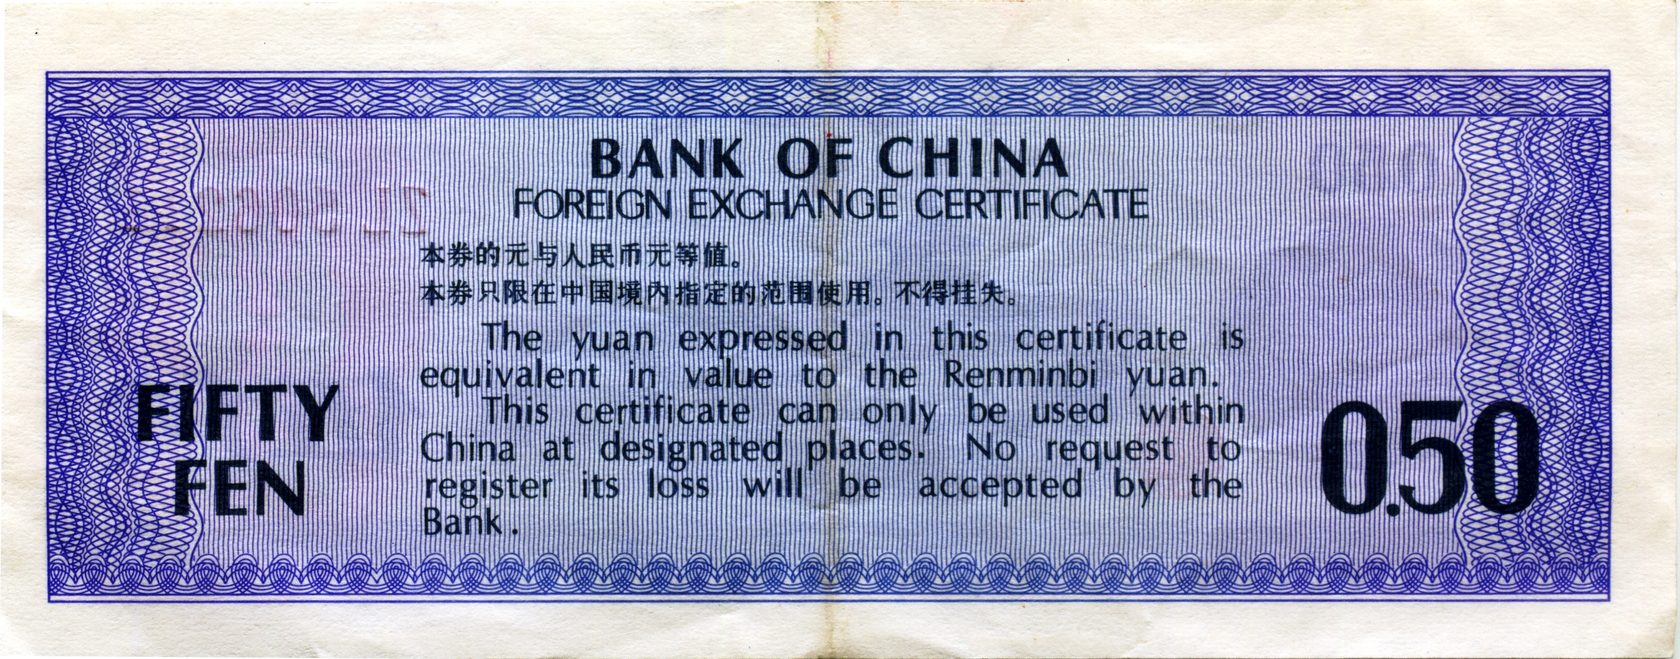 BANK OF CHINA
FOREIGN EXCHANGE CERTIFICATE
本券的元与人民币元等值。
本券只限在中国境内指定的范围使用。不得挂失。
The yuan expressed in this certificate is
equivalent in value to the Renminbi yuan.
This certificate can only be used within
China at designated places. No request to
register its loss will be accepted by the
Bank.
FIFTY
FEN
0.50